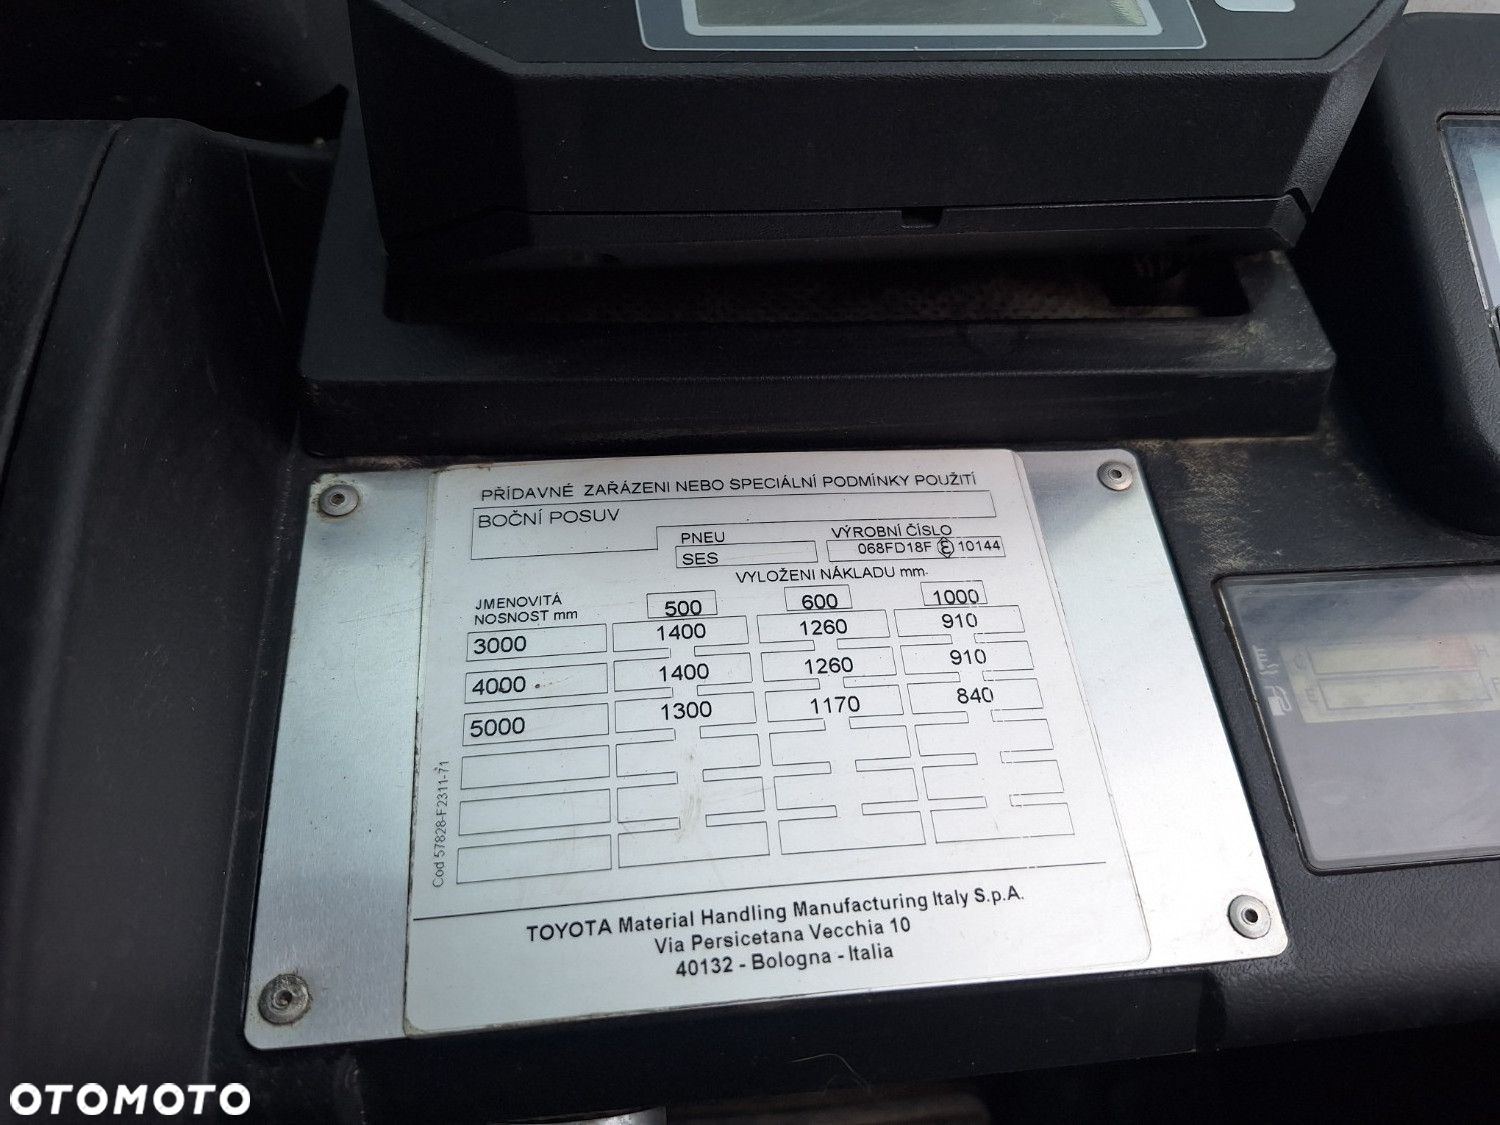 PŘÍDAVNÉ ZAŘÁZENI NEBO SPECIÁLNÍ PODMÍNKY POUŽITÍ
BOČNÍ POSUV
PNEU
SES
VÝROBNÍ ČÍSLO
068FD18F E 10144
VYLOŽENI NÁKLADU mm.
JMENOVITÁ
NOSNOST mm
500 600 1000
3000 1400 1260 910
4000 1400 1260 910
5000 1300 1170 840
Cod 57828-F2311-71
TOYOTA Material Handling Manufacturing Italy S.p.A.
Via Persicetana Vecchia 10
40132 - Bologna - Italia
E H
E
OTOMOTO